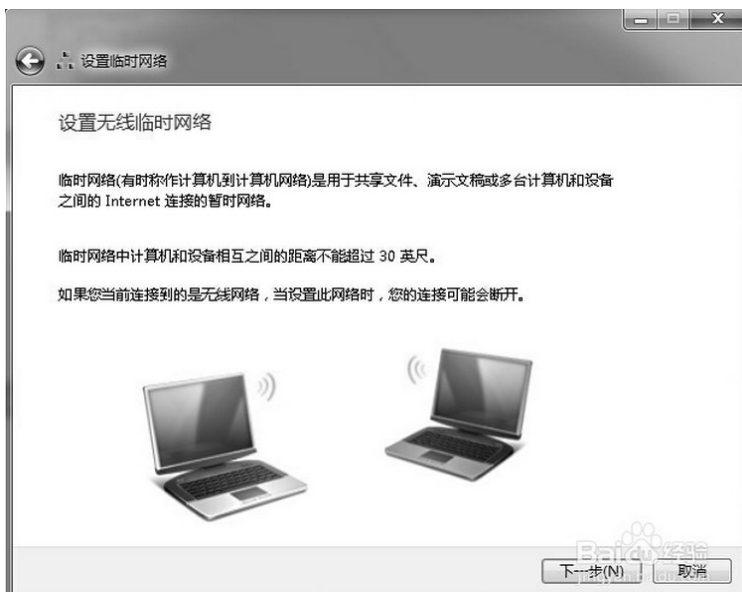 设置临时网络
设置无线临时网络
临时网络(有时称作计算机到计算机网络)是用于共享文件、演示文稿或多台计算机和设备
之间的 Internet 连接的暂时网络。
临时网络中计算机和设备相互之间的距离不能超过 30 英尺。
如果您当前连接到的是无线网络，当设置此网络时，您的连接可能会断开。
Baidu 经验
jingyan.baidu.com
下一步(N)
取消